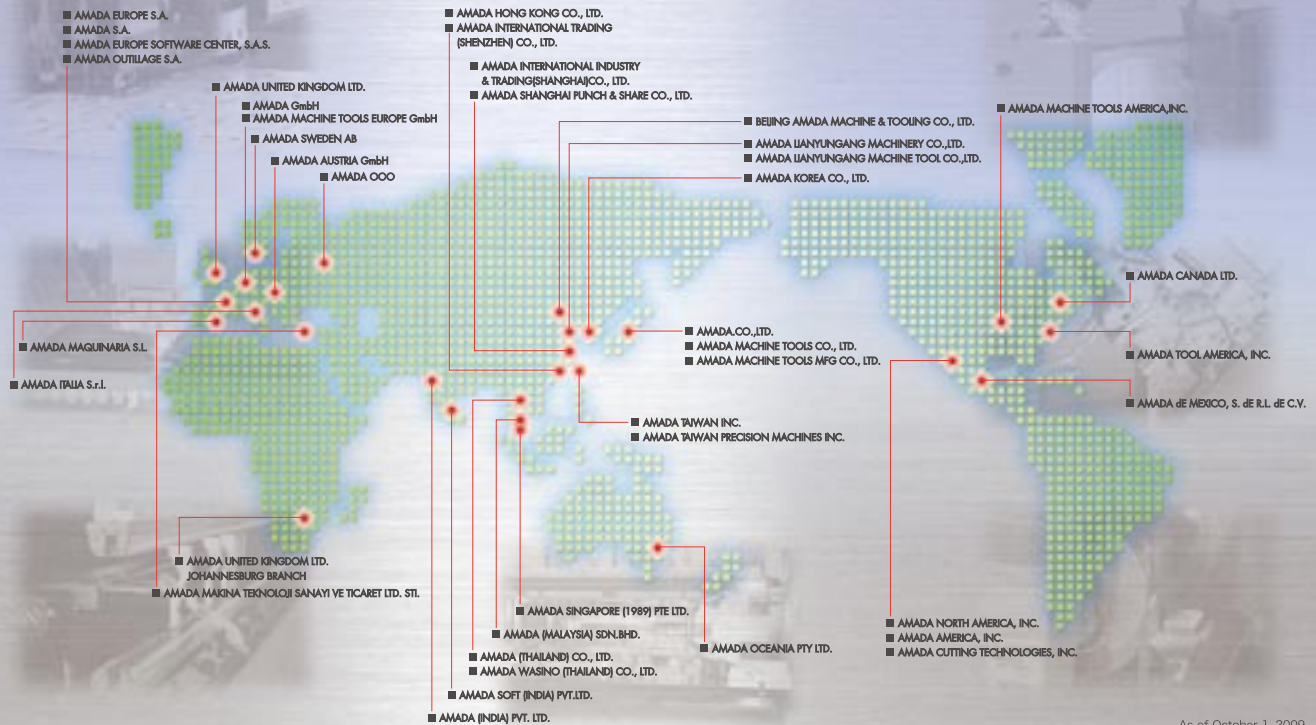 ■ AMADA EUROPE S.A.
■ AMADA S.A.
■ AMADA EUROPE SOFTWARE CENTER, S.A.S.
■ AMADA OUTILLAGE S.A.
■ AMADA UNITED KINGDOM LTD.
■ AMADA GmbH
■ AMADA MACHINE TOOLS EUROPE GmbH
■ AMADA SWEDEN AB
■ AMADA AUSTRIA GmbH
■ AMADA OOO
■ AMADA HONG KONG CO., LTD.
■ AMADA INTERNATIONAL TRADING
(SHENZHEN) CO., LTD.
■ AMADA INTERNATIONAL INDUSTRY
& TRADING(SHANGHAI)CO., LTD.
■ AMADA SHANGHAI PUNCH & SHARE CO., LTD.
■ BEIJING AMADA MACHINE & TOOLING CO., LTD.
■ AMADA LIANYUNGANG MACHINERY CO.,LTD.
■ AMADA LIANYUNGANG MACHINE TOOL CO.,LTD.
■ AMADA KOREA CO., LTD.
■ AMADA MACHINE TOOLS AMERICA,INC.
■ AMADA CANADA LTD.
■ AMADA TOOL AMERICA, INC.
■ AMADA dE MEXICO, S. dE R.L. dE C.V.
■ AMADA.CO.,LTD.
■ AMADA MACHINE TOOLS CO., LTD.
■ AMADA MACHINE TOOLS MFG CO., LTD.
■ AMADA MAQUINARIA S.L.
■ AMADA ITALIA S.r.l.
■ AMADA TAIWAN INC.
■ AMADA TAIWAN PRECISION MACHINES INC.
■ AMADA UNITED KINGDOM LTD.
JOHANNESBURG BRANCH
■ AMADA MAKINA TEKNOLOJI SANAYI VE TICARET LTD. STI.
■ AMADA SINGAPORE (1989) PTE LTD.
■ AMADA (MALAYSIA) SDN.BHD.
■ AMADA (THAILAND) CO., LTD.
■ AMADA WASINO (THAILAND) CO., LTD.
■ AMADA SOFT (INDIA) PVT.LTD.
■ AMADA (INDIA) PVT. LTD.
■ AMADA OCEANIA PTY LTD.
■ AMADA NORTH AMERICA, INC.
■ AMADA AMERICA, INC.
■ AMADA CUTTING TECHNOLOGIES, INC.
As of October 1, 2009